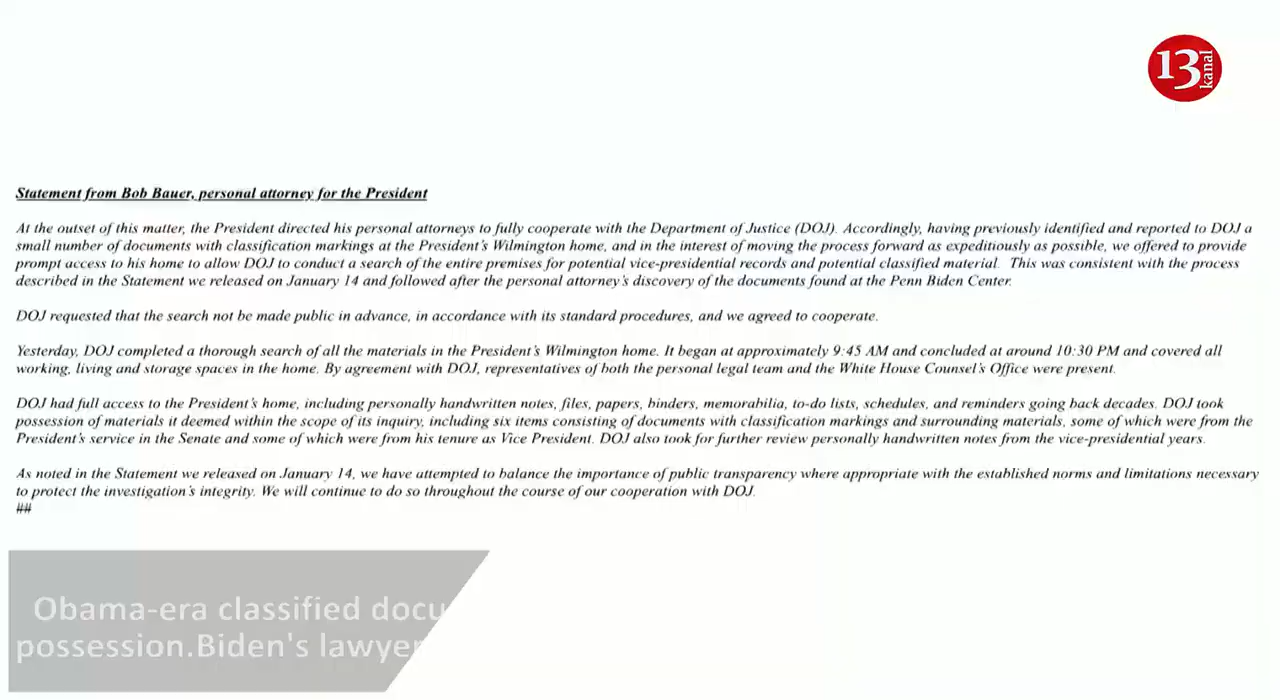 13
kanal
Statement from Bob Bauer, personal attorney for the President
At the outset of this matter, the President directed his personal attorneys to fully cooperate with the Department of Justice (DOJ). Accordingly, having previously identified and reported to DOJ a
small number of documents with classification markings at the President's Wilmington home, and in the interest of moving the process forward as expeditiously as possible, we offered to provide
prompt access to his home to allow DOJ to conduct a search of the entire premises for potential vice-presidential records and potential classified material. This was consistent with the process
described in the Statement we released on January 14 and followed after the personal attorney's discovery of the documents found at the Penn Biden Center.
DOJ requested that the search not be made public in advance, in accordance with its standard procedures, and we agreed to cooperate.
Yesterday, DOJ completed a thorough search of all the materials in the President's Wilmington home. It began at approximately 9:45 AM and concluded at around 10:30 PM and covered all
working, living and storage spaces in the home. By agreement with DOJ, representatives of both the personal legal team and the White House Counsel's Office were present.
DOJ had full access to the President's home, including personally handwritten notes, files, papers, binders, memorabilia, to-do lists, schedules, and reminders going back decades. DOJ took
possession of materials it deemed within the scope of its inquiry, including six items consisting of documents with classification markings and surrounding materials, some of which were from the
President's service in the Senate and some of which were from his tenure as Vice President. DOJ also took for further review personally handwritten notes from the vice-presidential years.
As noted in the Statement we released on January 14, we have attempted to balance the importance of public transparency where appropriate with the established norms and limitations necessary
to protect the investigation's integrity. We will continue to do so throughout the course of our cooperation with DOJ.
##
Obama-era classified docu
possession.Biden's lawyer